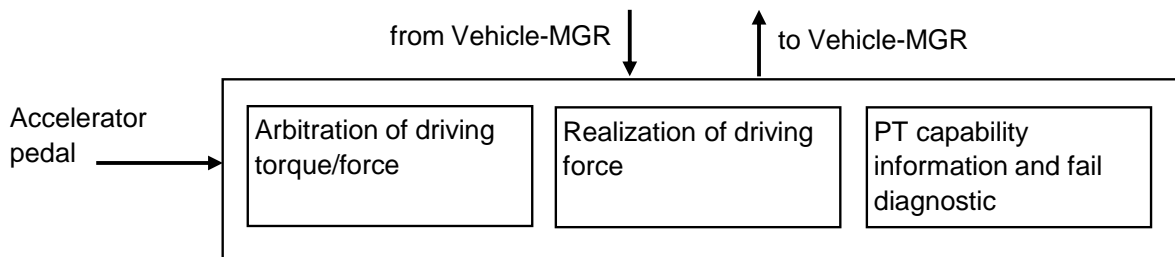 from Vehicle-MGR
to Vehicle-MGR
Accelerator
pedal
Arbitration of driving
torque/force
Realization of driving
force
PT capability
information and fail
diagnostic